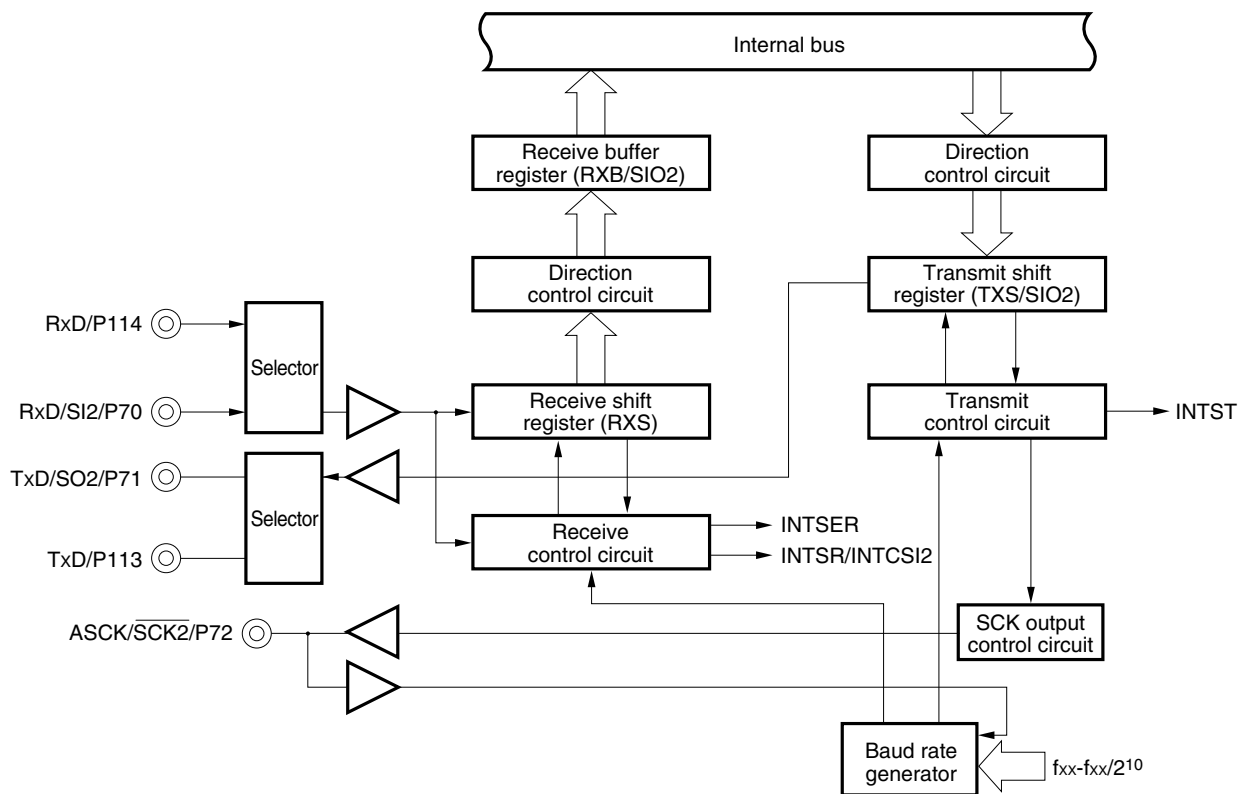 Internal bus
Receive buffer
register (RXB/SIO2)
Direction
control circuit
Direction
control circuit
Transmit shift
register (TXS/SIO2)
RxD/P114
Selector
RxD/SI2/P70
Receive shift
register (RXS)
Transmit
control circuit
INTST
TxD/SO2/P71
Selector
TxD/P113
Receive
control circuit
INTSER
INTSR/INTCSI2
ASCK/S̅C̅K̅2̅/P72
SCK output
control circuit
Baud rate
generator
fxx-fxx/2¹⁰